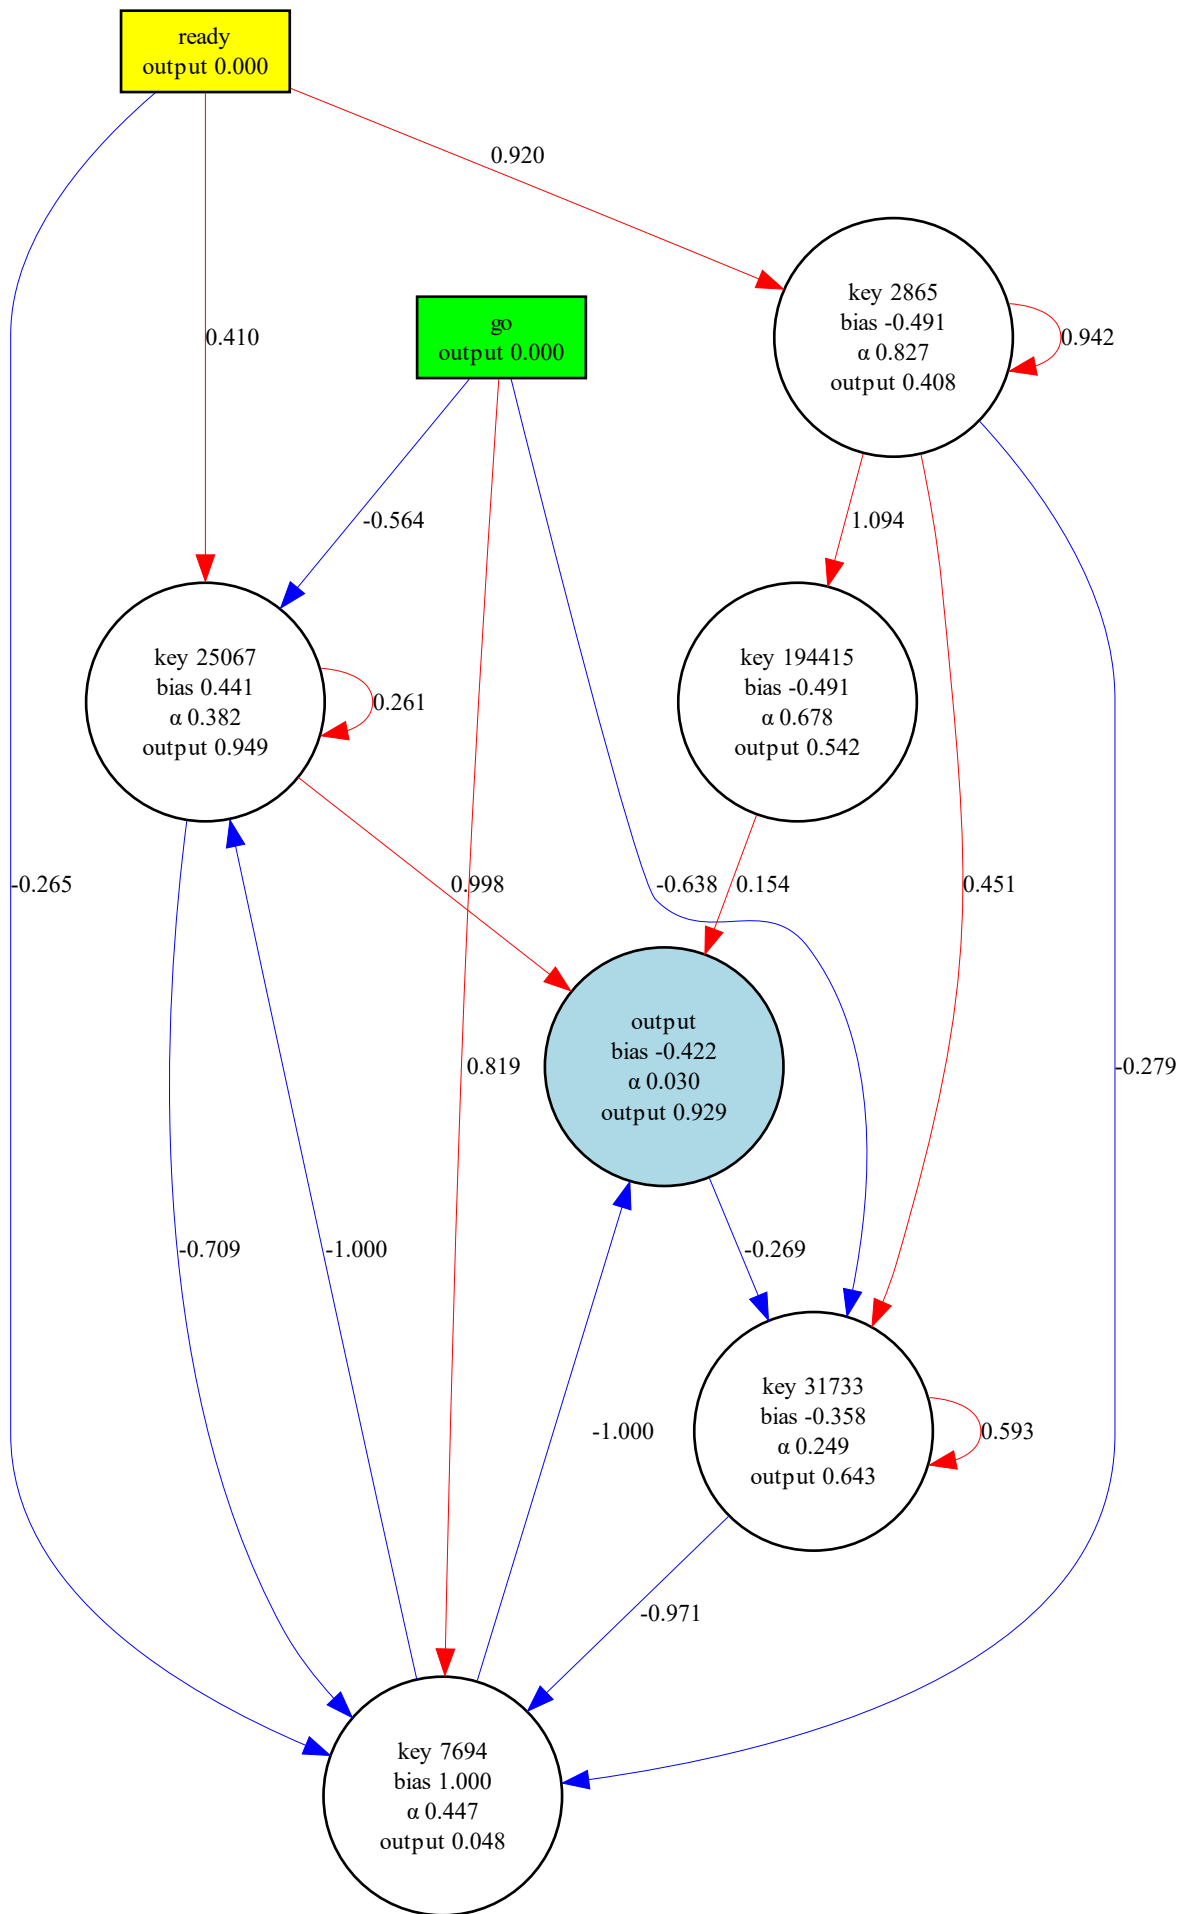 ready
output 0.000
0.920
key 2865
bias -0.491
α 0.827
output 0.408
0.942
go
output 0.000
0.410
-0.564
1.094
key 25067
bias 0.441
α 0.382
output 0.949
0.261
key 194415
bias -0.491
α 0.678
output 0.542
-0.265
0.998
-0.638
0.154
0.451
output
bias -0.422
α 0.030
output 0.929
0.819
-0.279
-0.709
-1.000
-0.269
key 31733
bias -0.358
α 0.249
output 0.643
-1.000
0.593
-0.971
key 7694
bias 1.000
α 0.447
output 0.048